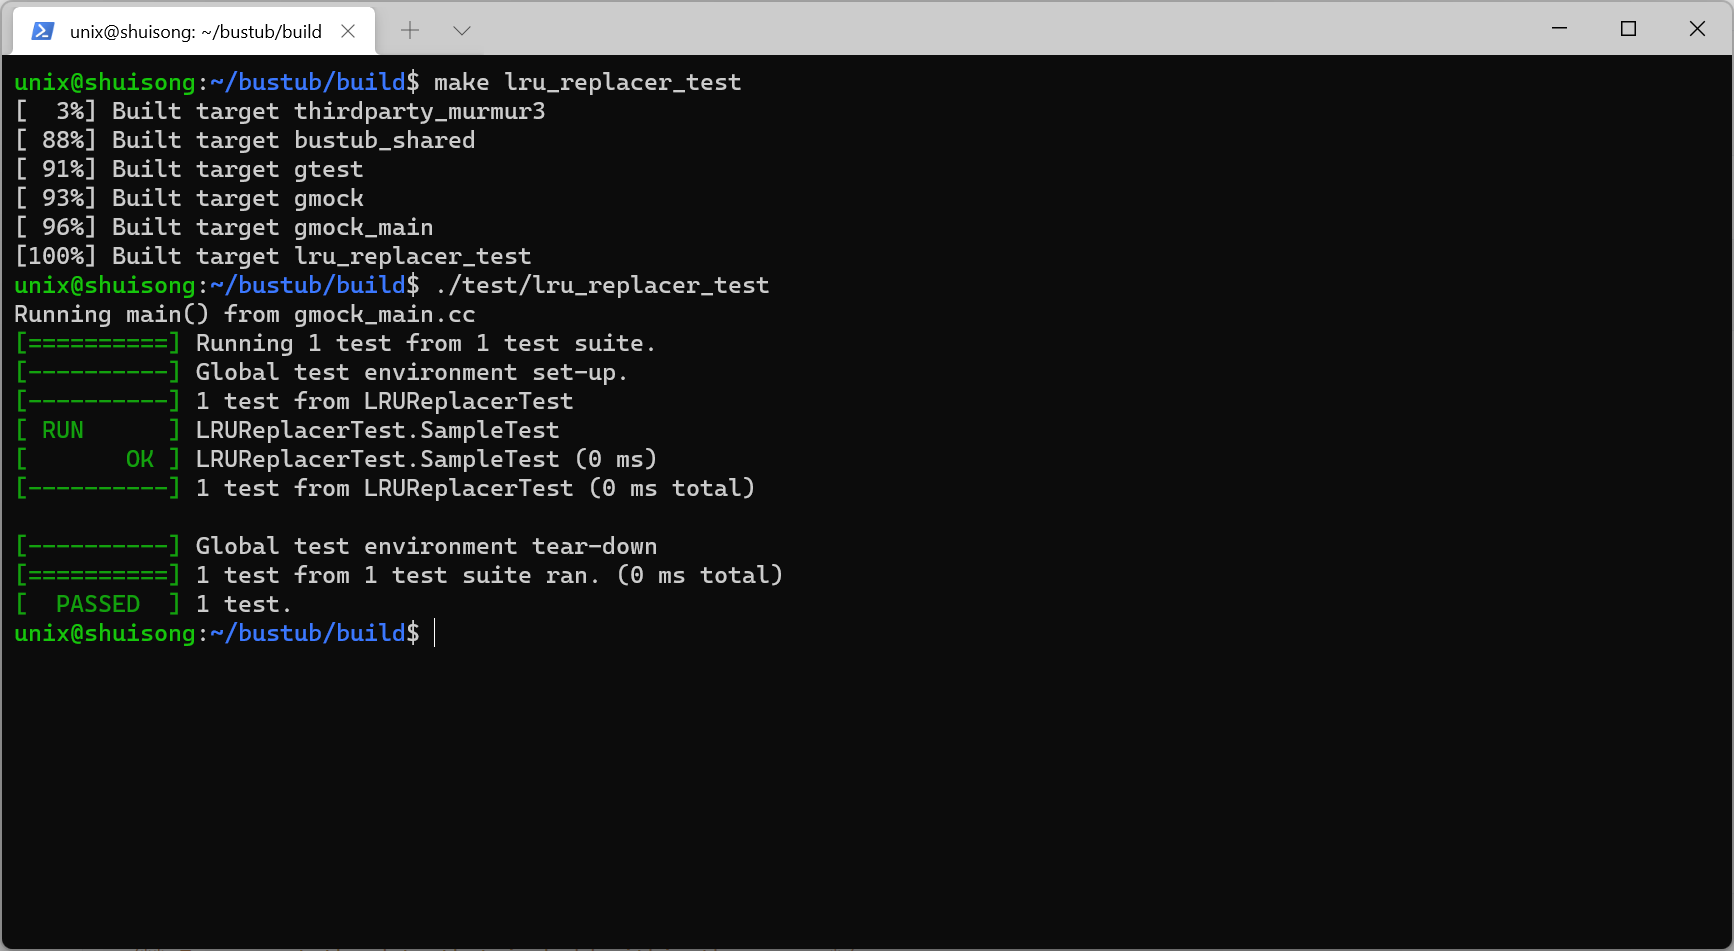 unix@shuisong: ~/bustub/build
unix@shuisong:~/bustub/build$ make lru_replacer_test
[  3%] Built target thirdparty_murmur3
[ 88%] Built target bustub_shared
[ 91%] Built target gtest
[ 93%] Built target gmock
[ 96%] Built target gmock_main
[100%] Built target lru_replacer_test
unix@shuisong:~/bustub/build$ ./test/lru_replacer_test
Running main() from gmock_main.cc
[==========] Running 1 test from 1 test suite.
[----------] Global test environment set-up.
[----------] 1 test from LRUReplacerTest
[ RUN      ] LRUReplacerTest.SampleTest
[       OK ] LRUReplacerTest.SampleTest (0 ms)
[----------] 1 test from LRUReplacerTest (0 ms total)
[----------] Global test environment tear-down
[==========] 1 test from 1 test suite ran. (0 ms total)
[  PASSED  ] 1 test.
unix@shuisong:~/bustub/build$